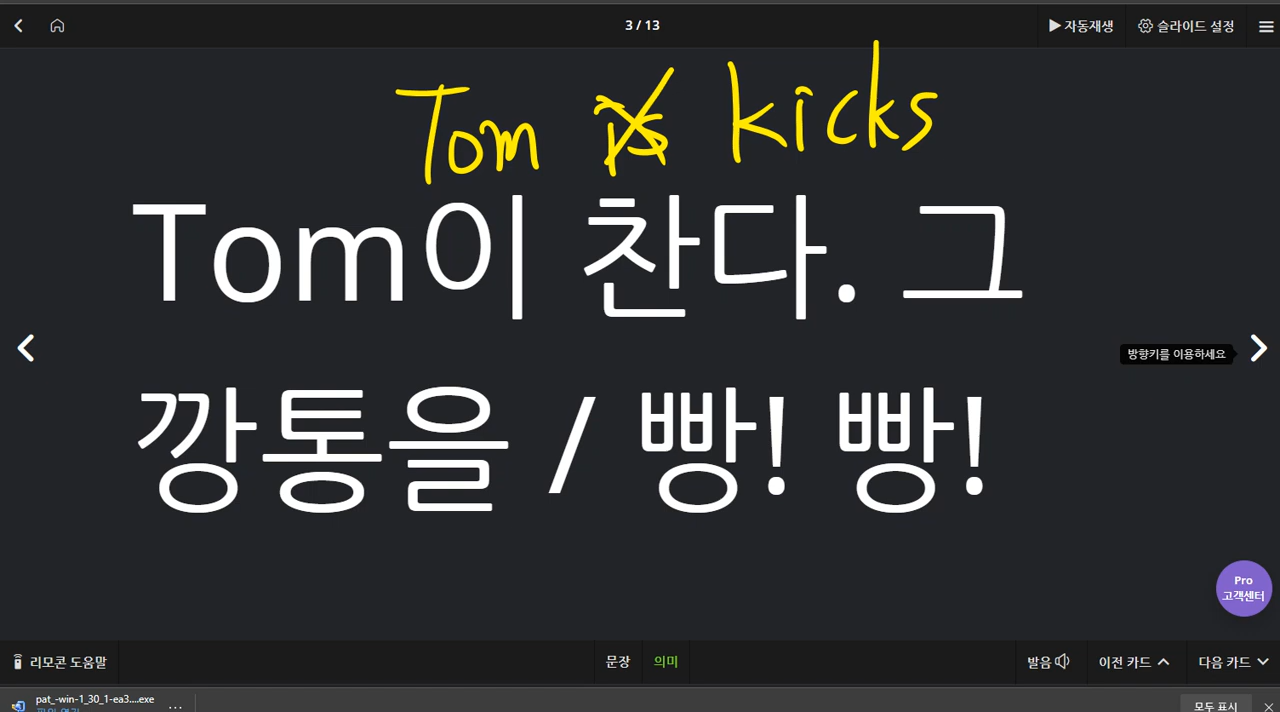 3 / 13
▶ 자동재생
슬라이드 설정
Tom is kicks
Tom이 찬다. 그
깡통을 / 빵! 빵!
방향키를 이용하세요
Pro
고객센터
리모콘 도움말
문장
의미
발음
이전 카드
다음 카드
pat_-win-1_30_1-ea3....exe
...
모두 표시